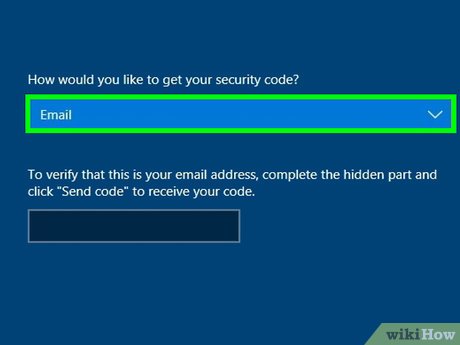 How would you like to get your security code?
Email
To verify that this is your email address, complete the hidden part and
click "Send code" to receive your code.
wikiHow